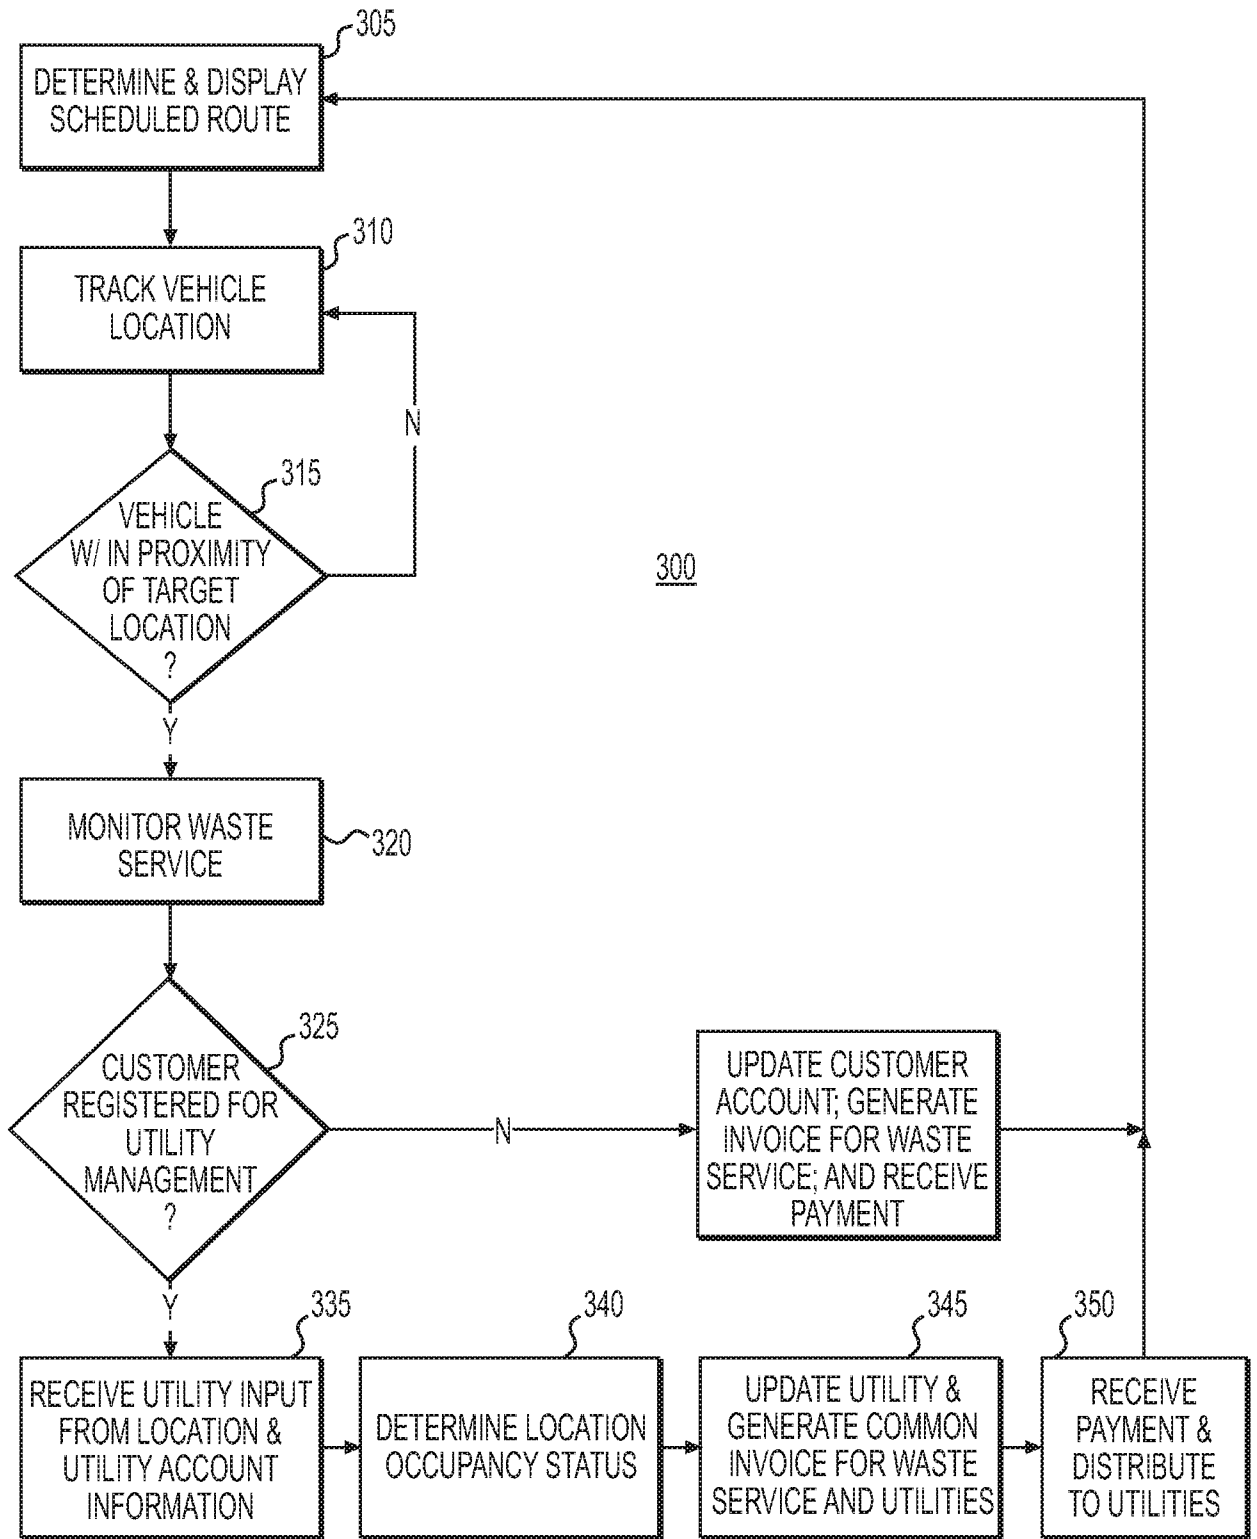 305
DETERMINE & DISPLAY
SCHEDULED ROUTE
310
TRACK VEHICLE
LOCATION
N
315
VEHICLE
W/ IN PROXIMITY
OF TARGET
LOCATION
?
300
Y
MONITOR WASTE
SERVICE
320
325
CUSTOMER
REGISTERED FOR
UTILITY
MANAGEMENT
?
N
UPDATE CUSTOMER
ACCOUNT; GENERATE
INVOICE FOR WASTE
SERVICE; AND RECEIVE
PAYMENT
Y
335
RECEIVE UTILITY INPUT
FROM LOCATION &
UTILITY ACCOUNT
INFORMATION
340
DETERMINE LOCATION
OCCUPANCY STATUS
345
UPDATE UTILITY &
GENERATE COMMON
INVOICE FOR WASTE
SERVICE AND UTILITIES
350
RECEIVE
PAYMENT &
DISTRIBUTE
TO UTILITIES